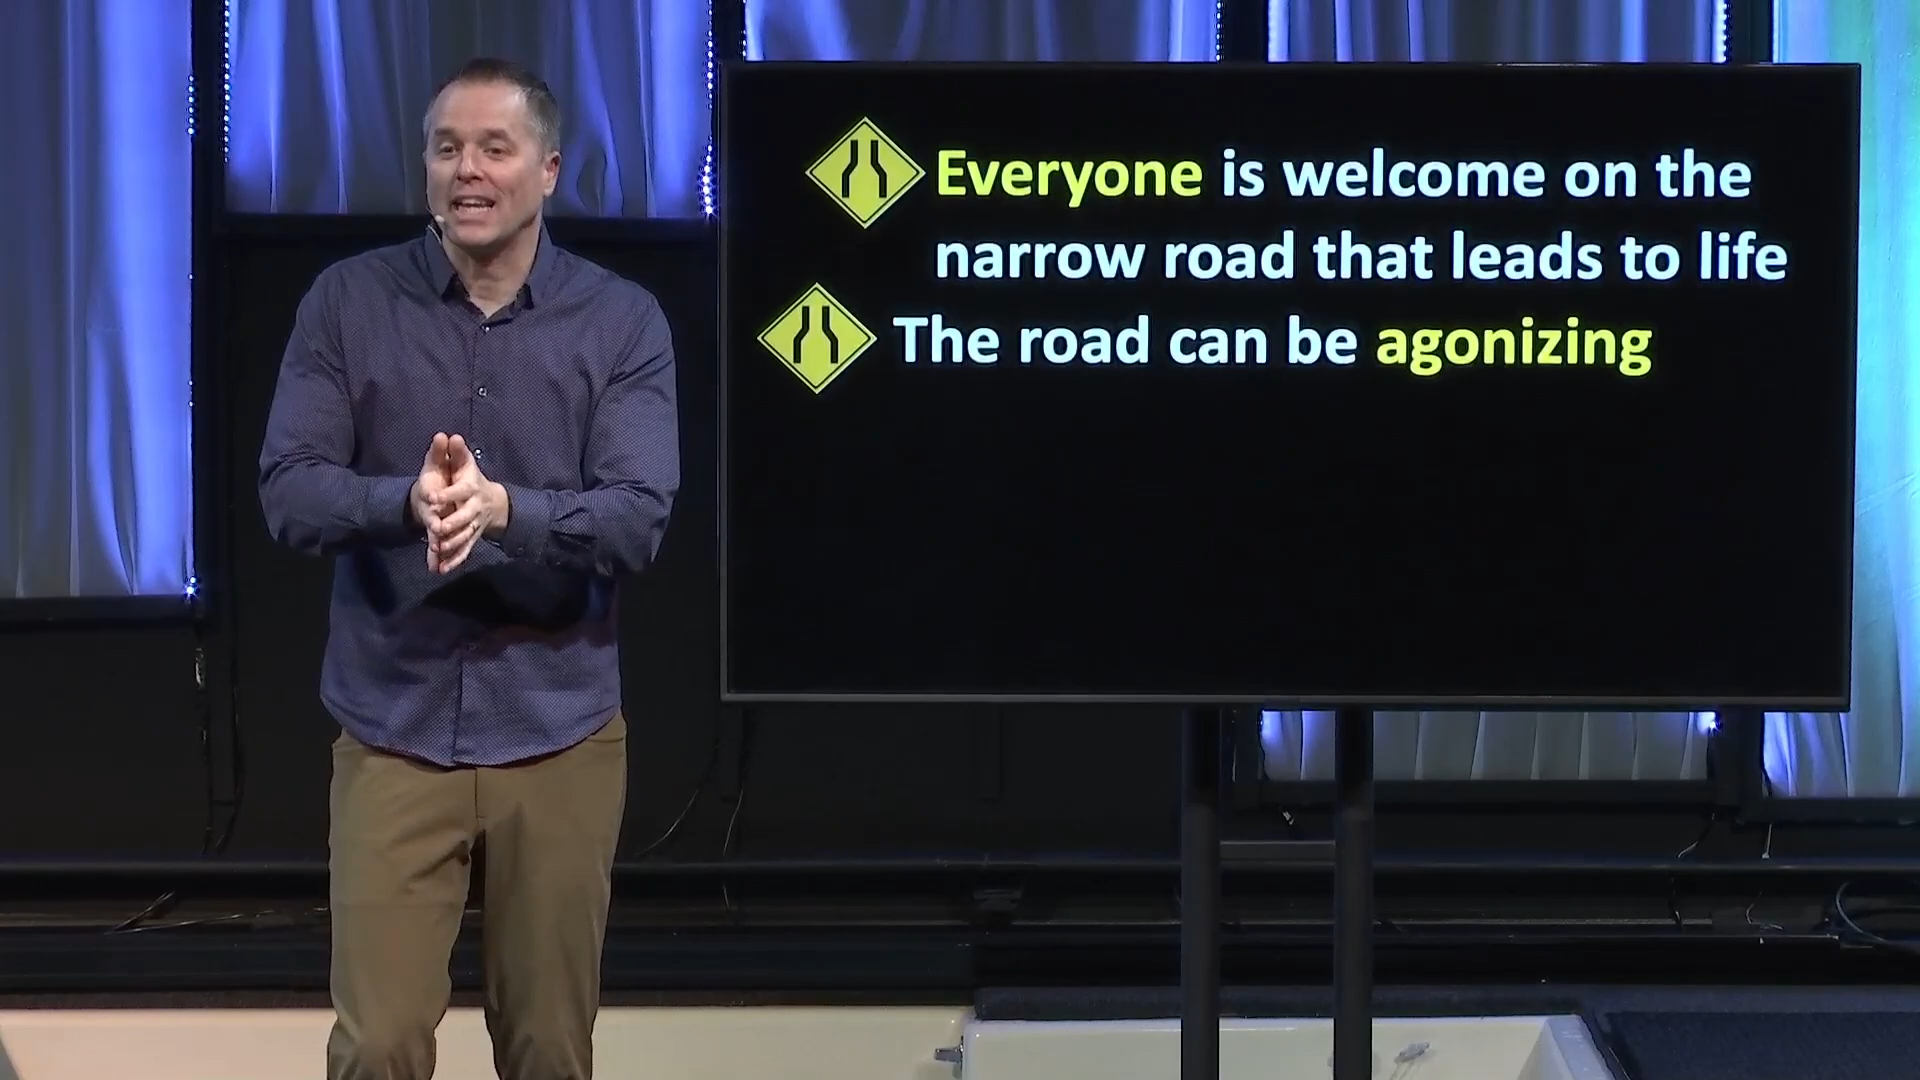 Everyone is welcome on the
narrow road that leads to life
The road can be agonizing